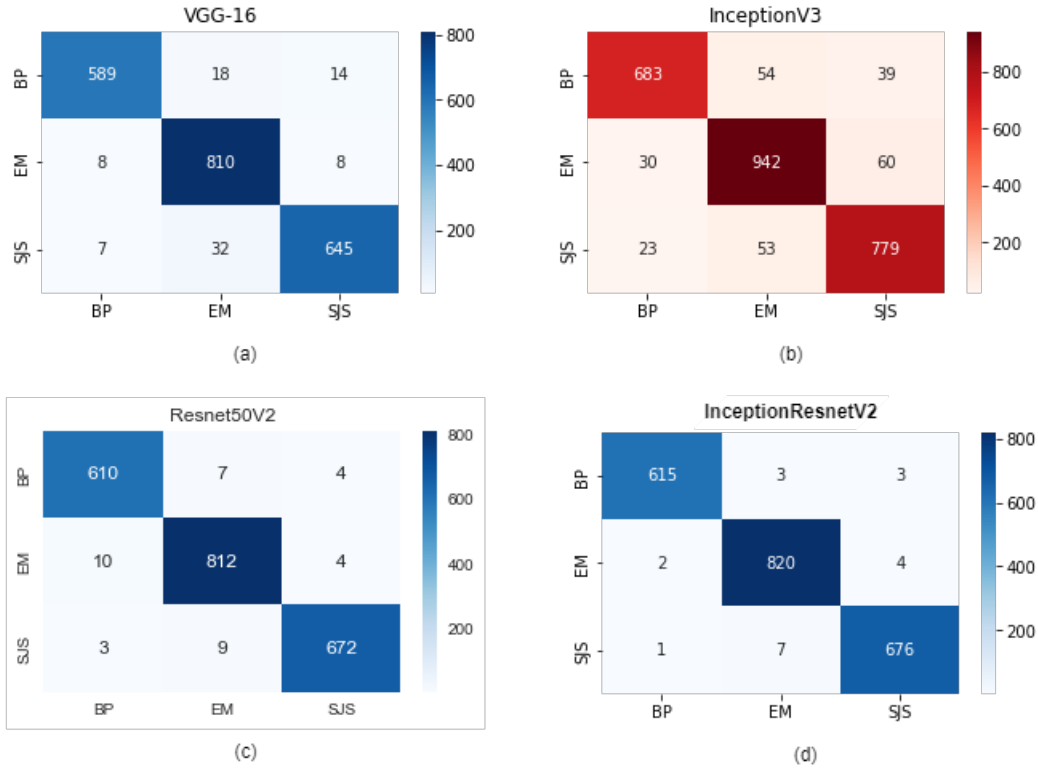 VGG-16
BP 589 18 14
EM 8 810 8
SJS 7 32 645
BP EM SJS
800
600
400
200
(a)
InceptionV3
BP 683 54 39
EM 30 942 60
SJS 23 53 779
BP EM SJS
800
600
400
200
(b)
Resnet50V2
BP 610 7 4
EM 10 812 4
SJS 3 9 672
BP EM SJS
800
600
400
200
(c)
InceptionResnetV2
BP 615 3 3
EM 2 820 4
SJS 1 7 676
BP EM SJS
800
600
400
200
(d)